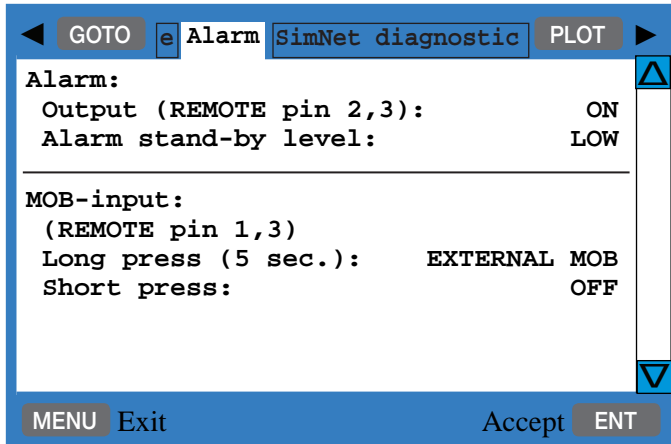 GOTO e Alarm SimNet diagnostic PLOT
Alarm:
Output (REMOTE pin 2,3): ON
Alarm stand-by level: LOW
MOB-input:
(REMOTE pin 1,3)
Long press (5 sec.): EXTERNAL MOB
Short press: OFF
MENU Exit Accept ENT